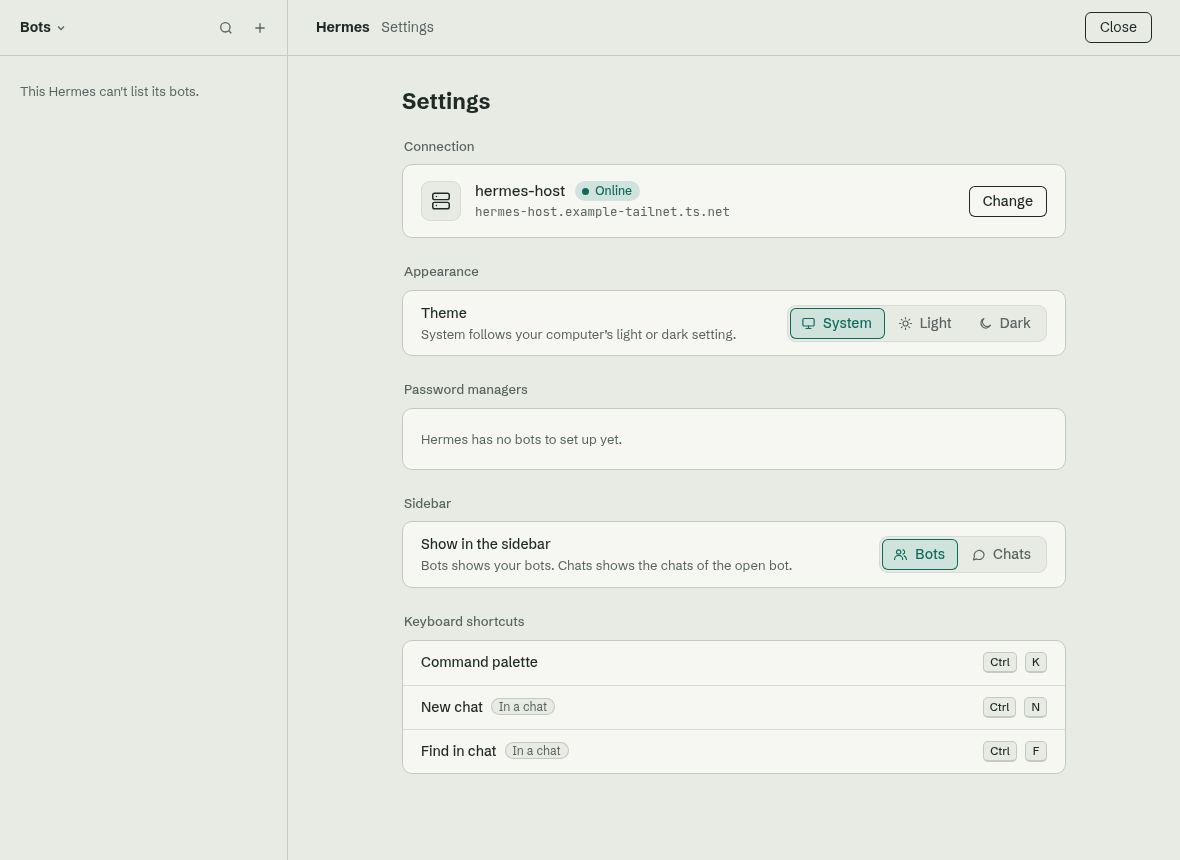 Bots
Hermes Settings
Close
This Hermes can't list its bots.
Settings
Connection
hermes-host Online
hermes-host.example-tailnet.ts.net
Change
Appearance
Theme
System follows your computer's light or dark setting.
System Light Dark
Password managers
Hermes has no bots to set up yet.
Sidebar
Show in the sidebar
Bots shows your bots. Chats shows the chats of the open bot.
Bots Chats
Keyboard shortcuts
Command palette Ctrl K
New chat In a chat Ctrl N
Find in chat In a chat Ctrl F